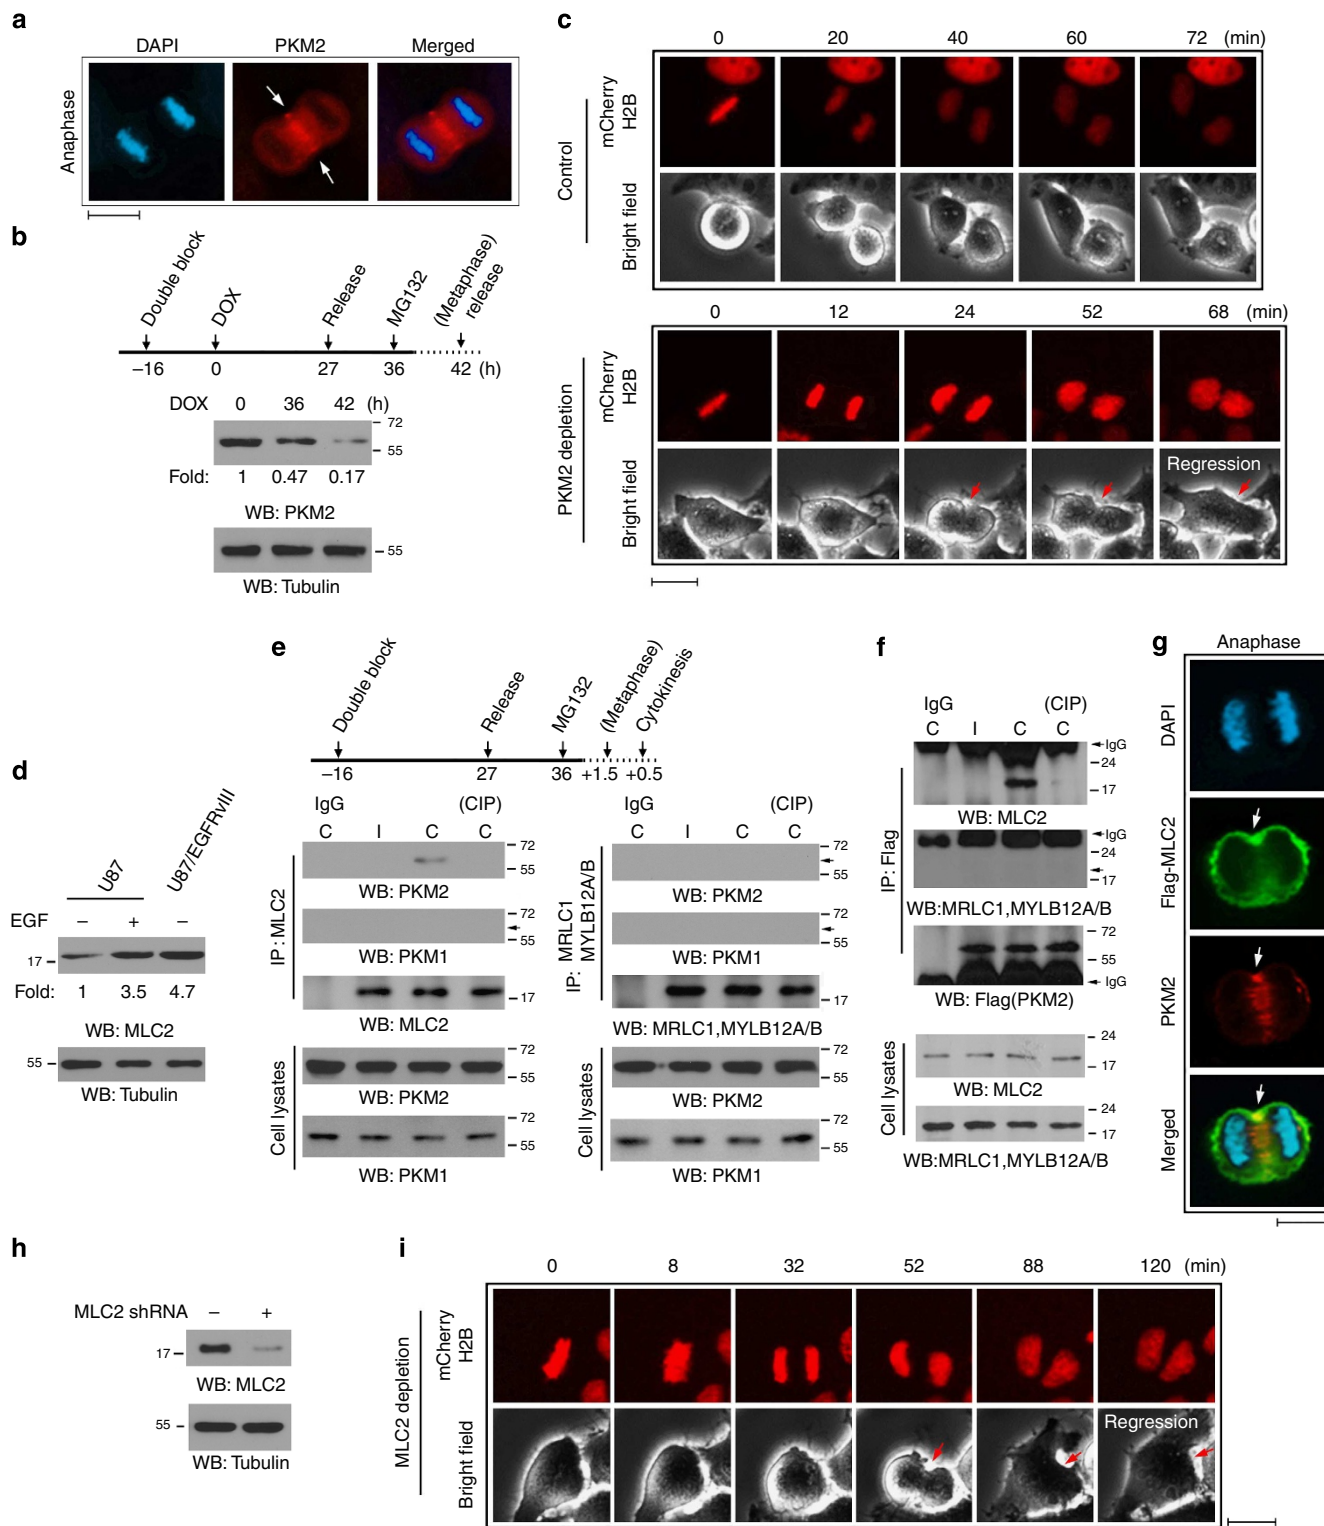 a
DAPI PKM2 Merged
Anaphase
b
Double block DOX Release MG132 (Metaphase) release
–16 0 27 36 42 (h)
DOX 0 36 42 (h)
72
55
Fold: 1 0.47 0.17
WB: PKM2
55
WB: Tubulin
c
0 20 40 60 72 (min)
Control
mCherry H2B
Bright field
0 12 24 52 68 (min)
PKM2 depletion
mCherry H2B
Bright field
Regression
d
U87 U87/EGFRvIII
EGF – + –
17
Fold: 1 3.5 4.7
WB: MLC2
55
WB: Tubulin
e
Double block Release MG132 (Metaphase) Cytokinesis
–16 27 36 +1.5 +0.5
IgG (CIP)
C I C C
IP: MLC2
72
55
WB: PKM2
72
55
WB: PKM1
17
WB: MLC2
Cell lysates
72
55
WB: PKM2
72
55
WB: PKM1
IgG (CIP)
C I C C
IP: MRLC1 MYLB12A/B
72
55
WB: PKM2
72
55
WB: PKM1
17
WB: MRLC1,MYLB12A/B
Cell lysates
72
55
WB: PKM2
72
55
WB: PKM1
f
IgG (CIP)
C I C C
IP: Flag
IgG
24
17
WB: MLC2
IgG
24
17
WB:MRLC1,MYLB12A/B
72
55
IgG
WB: Flag(PKM2)
Cell lysates
24
17
WB: MLC2
24
17
WB:MRLC1,MYLB12A/B
g
Anaphase
DAPI
Flag-MLC2
PKM2
Merged
h
MLC2 shRNA – +
17
WB: MLC2
55
WB: Tubulin
i
0 8 32 52 88 120 (min)
MLC2 depletion
mCherry H2B
Bright field
Regression